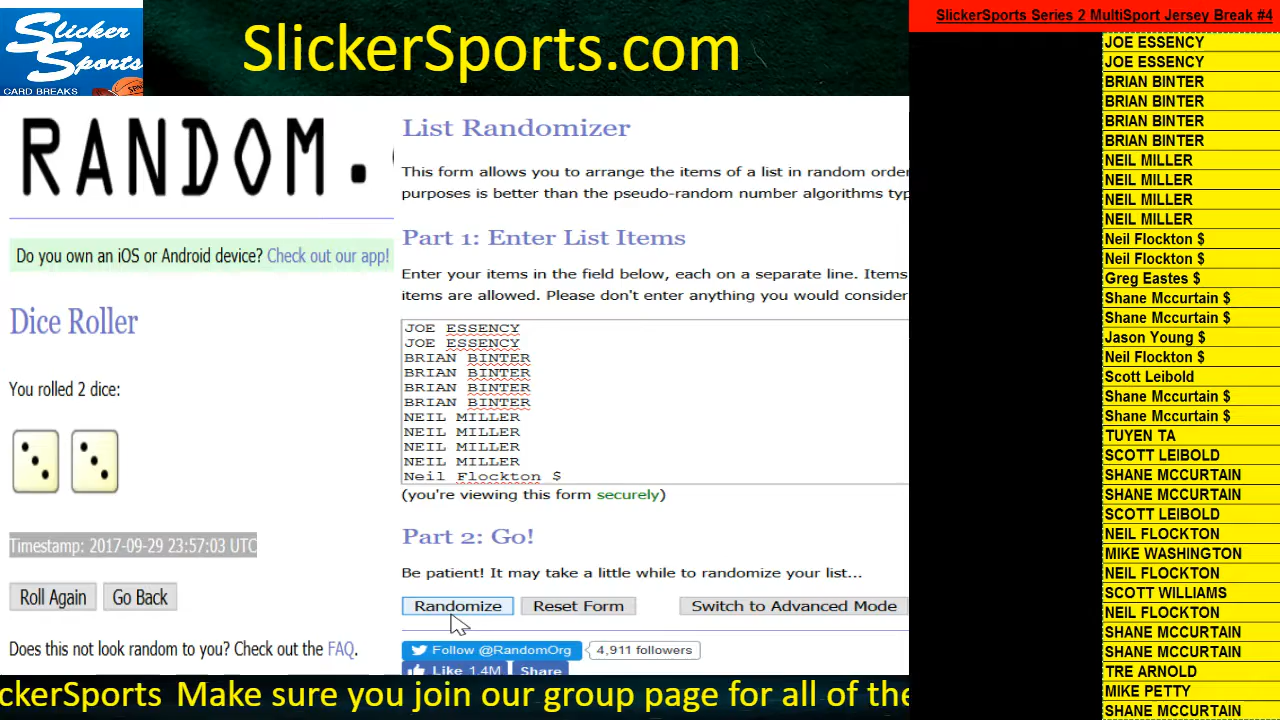 Slicker
Sports
CARD BREAKS
SlickerSports.com
SlickerSports Series 2 MultiSport Jersey Break #4
RANDOM.
Do you own an iOS or Android device? Check out our app!
Dice Roller
You rolled 2 dice:
Timestamp: 2017-09-29 23:57:03 UTC
Roll Again Go Back
Does this not look random to you? Check out the FAQ.
List Randomizer
This form allows you to arrange the items of a list in random order
purposes is better than the pseudo-random number algorithms typ
Part 1: Enter List Items
Enter your items in the field below, each on a separate line. Items
items are allowed. Please don't enter anything you would consider
JOE ESSENCY
JOE ESSENCY
BRIAN BINTER
BRIAN BINTER
BRIAN BINTER
BRIAN BINTER
NEIL MILLER
NEIL MILLER
NEIL MILLER
NEIL MILLER
Neil Flockton $
(you're viewing this form securely)
Part 2: Go!
Be patient! It may take a little while to randomize your list...
Randomize Reset Form Switch to Advanced Mode
Follow @RandomOrg 4,911 followers
Like 1.4M Share
JOE ESSENCY
JOE ESSENCY
BRIAN BINTER
BRIAN BINTER
BRIAN BINTER
BRIAN BINTER
NEIL MILLER
NEIL MILLER
NEIL MILLER
NEIL MILLER
Neil Flockton $
Neil Flockton $
Greg Eastes $
Shane Mccurtain $
Shane Mccurtain $
Jason Young $
Neil Flockton $
Scott Leibold
Shane Mccurtain $
Shane Mccurtain $
TUYEN TA
SCOTT LEIBOLD
SHANE MCCURTAIN
SHANE MCCURTAIN
SCOTT LEIBOLD
NEIL FLOCKTON
MIKE WASHINGTON
NEIL FLOCKTON
SCOTT WILLIAMS
NEIL FLOCKTON
SHANE MCCURTAIN
SHANE MCCURTAIN
TRE ARNOLD
MIKE PETTY
SHANE MCCURTAIN
ckerSports Make sure you join our group page for all of the